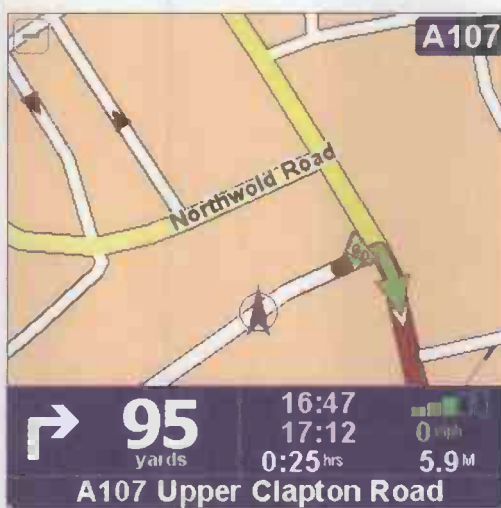 A107
Northwold Road
95
yards
16:47
17:12
0:25 hrs
0 mph
5.9 M
A107 Upper Clapton Road